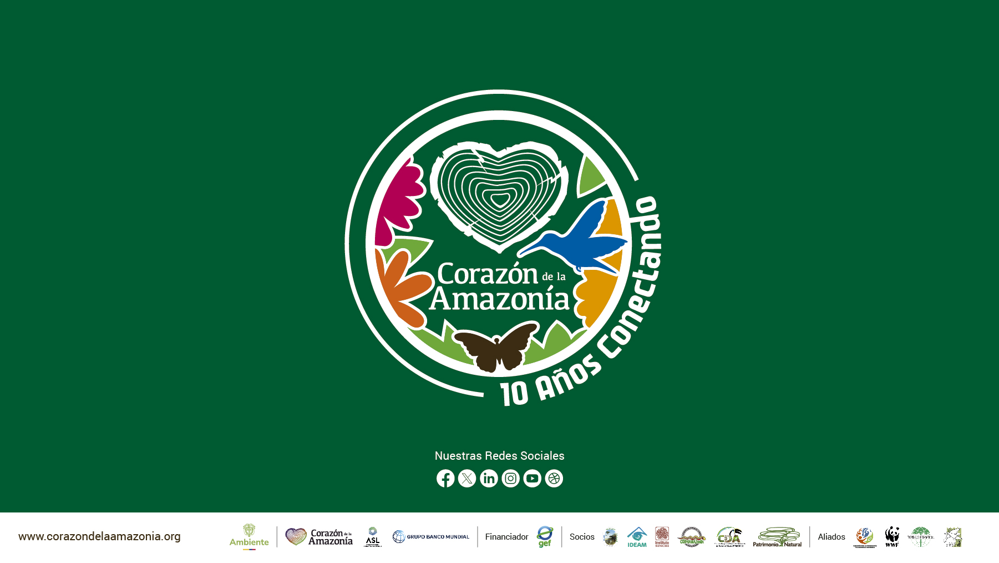 Corazón de la
Amazonía
10 Años Conectando
Nuestras Redes Sociales
www.corazondelaamazonia.org
Ambiente
Corazón de la
Amazonía
ASL
GRUPO BANCO MUNDIAL
Financiador
gef
Socios
IDEAM
Instituto
SINCHI
CORPOAMAZONIA
CDA
Patrimonio Natural
Aliados
WWF